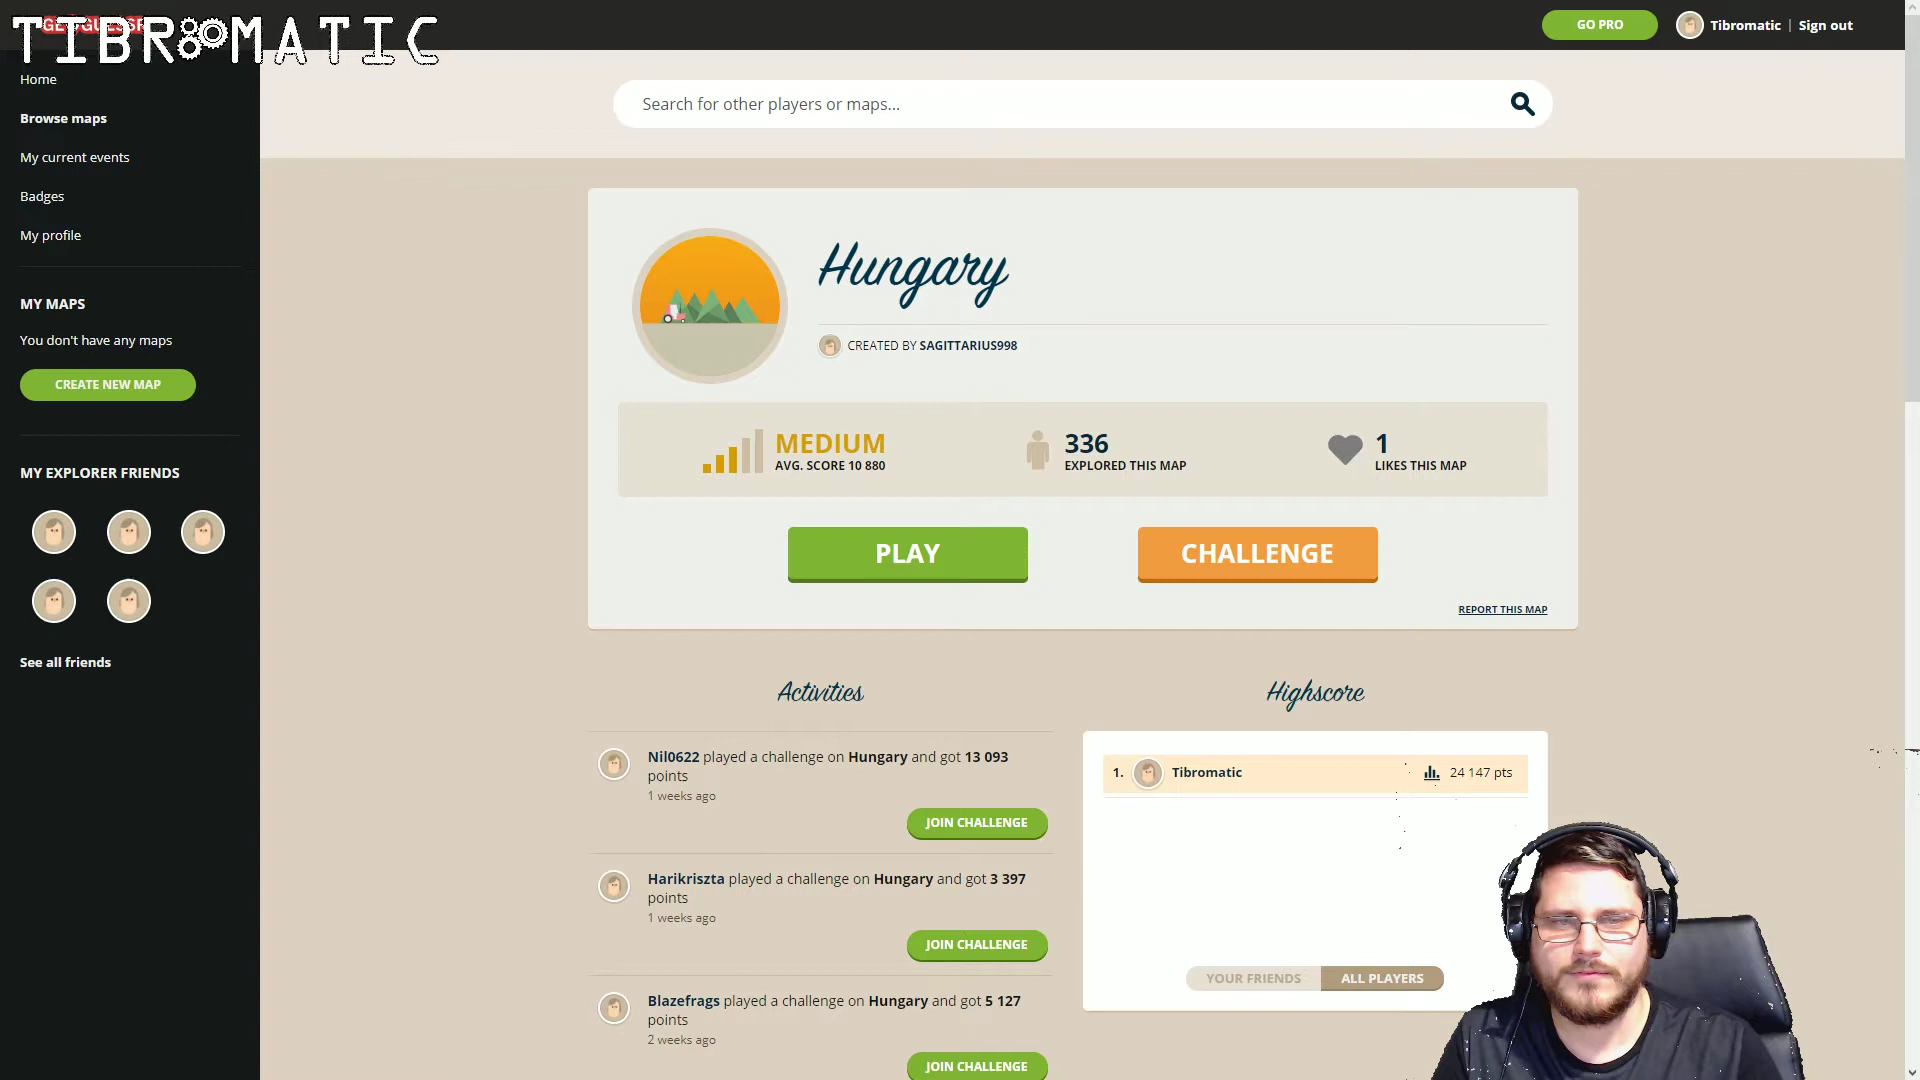 TIBROMATIC
GO PRO
Tibromatic | Sign out
Home
Browse maps
My current events
Badges
My profile
MY MAPS
You don't have any maps
CREATE NEW MAP
MY EXPLORER FRIENDS
See all friends
Search for other players or maps...
Hungary
CREATED BY SAGITTARIUS998
MEDIUM
AVG. SCORE 10 880
336
EXPLORED THIS MAP
1
LIKES THIS MAP
PLAY
CHALLENGE
REPORT THIS MAP
Activities
Nil0622 played a challenge on Hungary and got 13 093
points
1 weeks ago
JOIN CHALLENGE
Harikriszta played a challenge on Hungary and got 3 397
points
1 weeks ago
JOIN CHALLENGE
Blazefrags played a challenge on Hungary and got 5 127
points
2 weeks ago
JOIN CHALLENGE
Highscore
1. Tibromatic 24 147 pts
YOUR FRIENDS
ALL PLAYERS